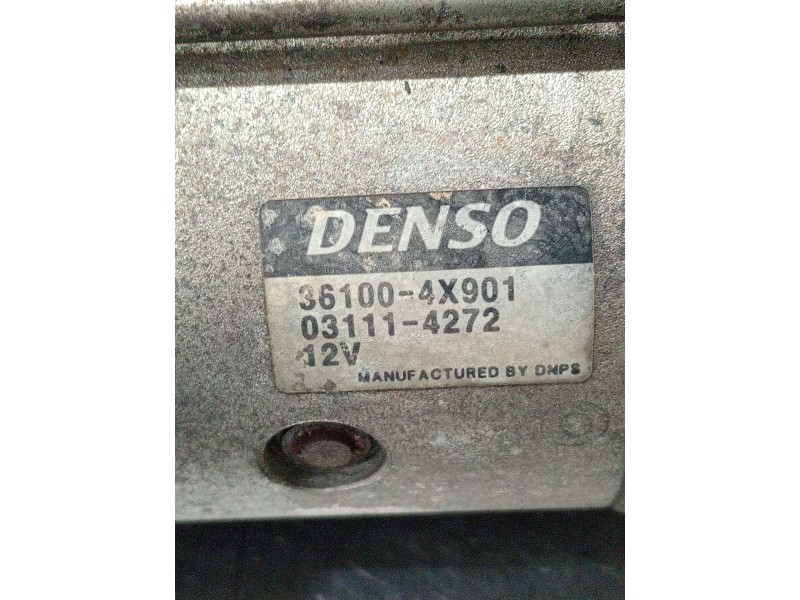 DENSO
36100-4X901
03111-4272
12V
MANUFACTURED BY DNPS